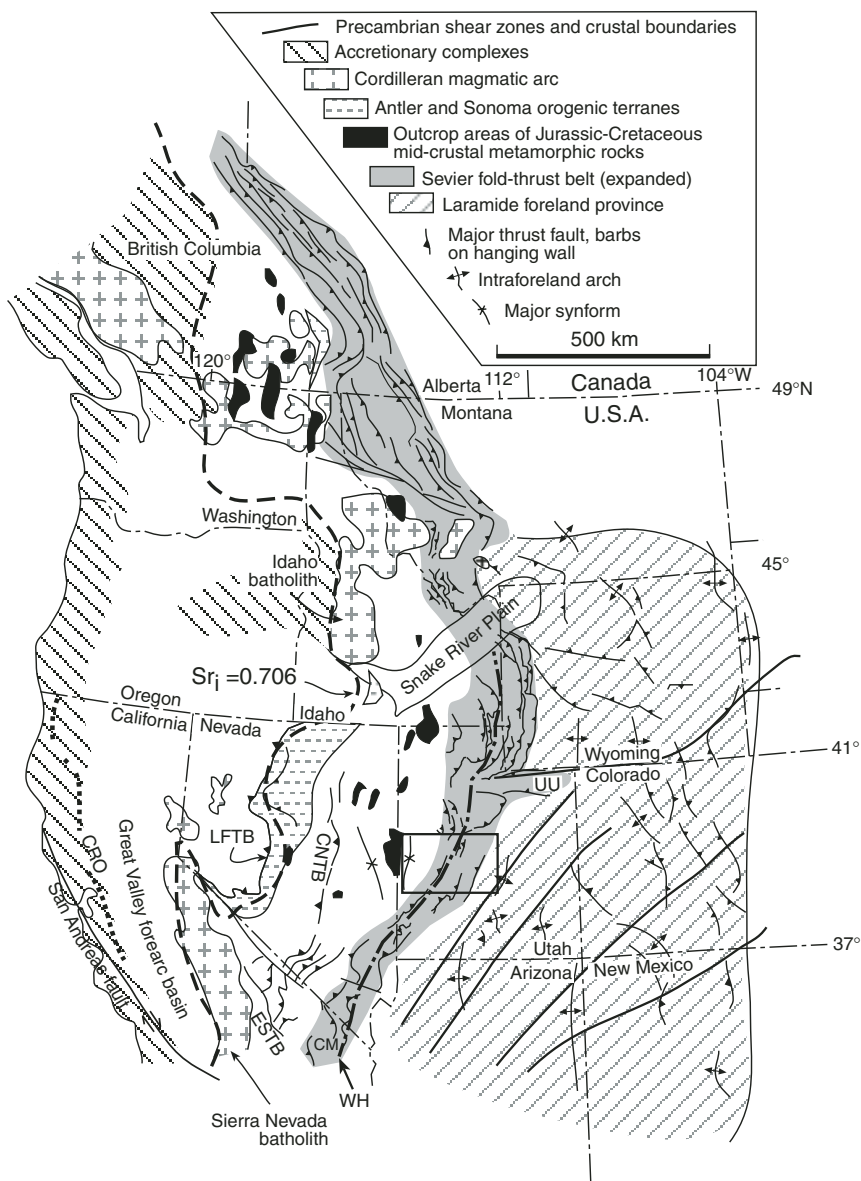 Precambrian shear zones and crustal boundaries
Accretionary complexes
Cordilleran magmatic arc
Antler and Sonoma orogenic terranes
Outcrop areas of Jurassic-Cretaceous
mid-crustal metamorphic rocks
Sevier fold-thrust belt (expanded)
Laramide foreland province
Major thrust fault, barbs
on hanging wall
Intraforeland arch
Major synform
500 km
British Columbia
120°
Alberta
112°
Canada
104°W
49°N
Montana
U.S.A.
Washington
Idaho
batholith
45°
Snake River Plain
Sri =0.706
Oregon
California
Nevada
Idaho
Wyoming
Colorado
41°
UU
LFTB
CNTB
CRO
Great Valley forearc basin
San Andreas fault
Utah
Arizona
New Mexico
37°
ESTB
CM
WH
Sierra Nevada
batholith